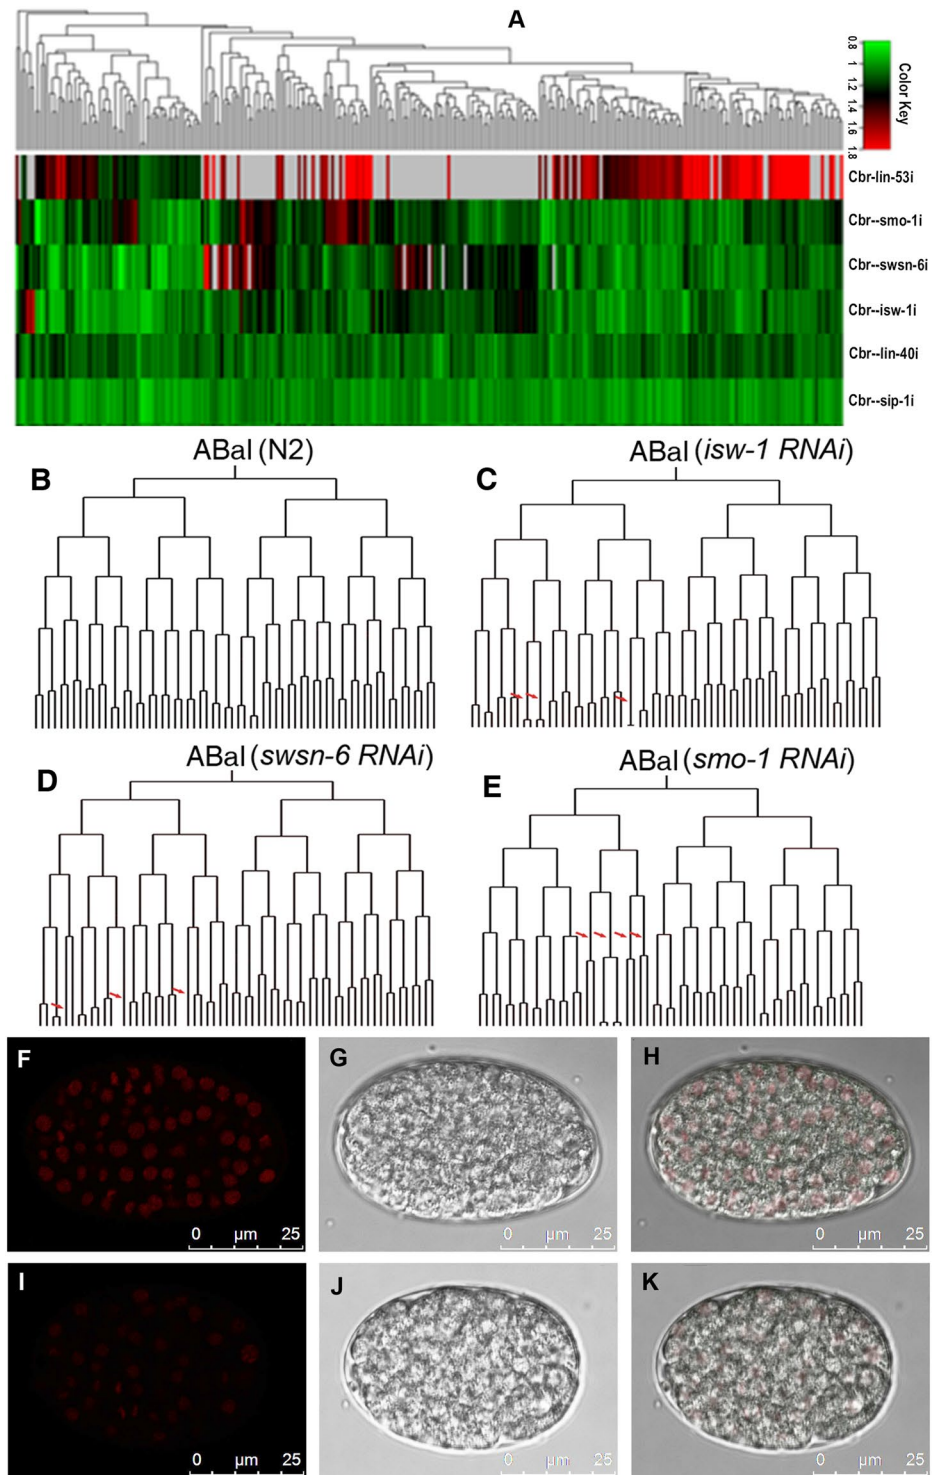 A
0.8
1
1.2
1.4
1.6
1.8
Color Key
Cbr-lin-53i
Cbr--smo-1i
Cbr--swsn-6i
Cbr--isw-1i
Cbr--lin-40i
Cbr--sip-1i
B
ABal (N2)
C
ABal (isw-1 RNAi)
D
ABal (swsn-6 RNAi)
E
ABal (smo-1 RNAi)
F
0 µm 25
G
0 µm 25
H
0 µm 25
I
0 µm 25
J
0 µm 25
K
0 µm 25